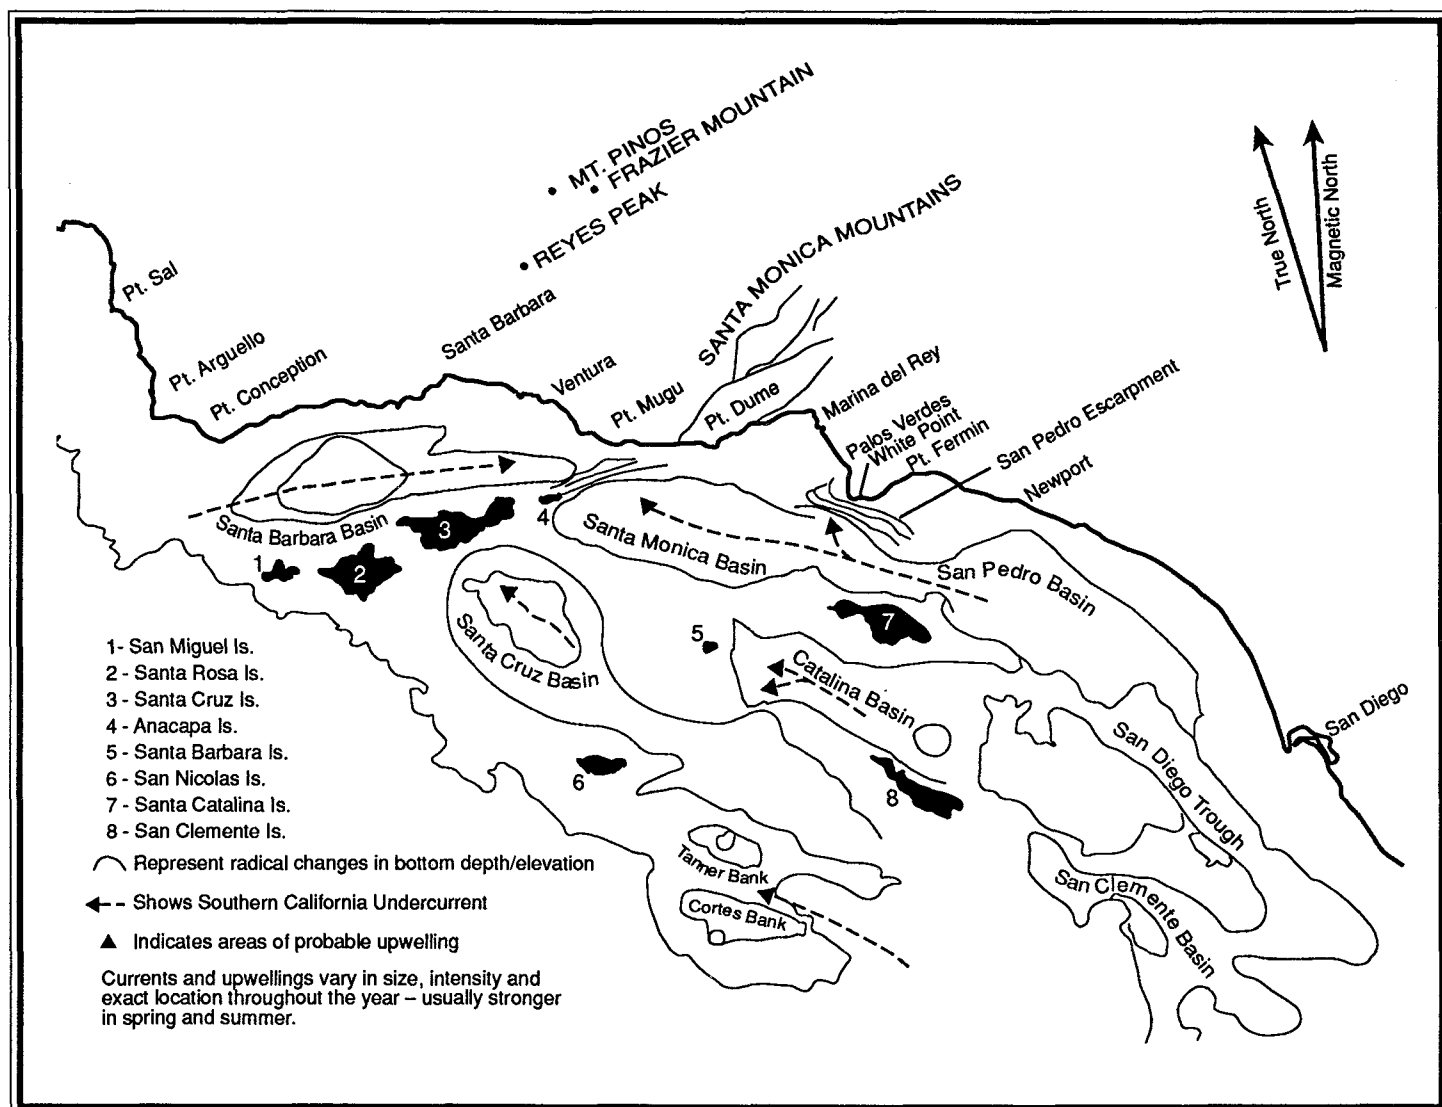 MT. PINOS
FRAZIER MOUNTAIN
REYES PEAK
SANTA MONICA MOUNTAINS
True North
Magnetic North
Pt. Sal
Pt. Arguello
Pt. Conception
Santa Barbara
Ventura
Pt. Mugu
Pt. Dume
Marina del Rey
Palos Verdes
White Point
Pt. Fermin
San Pedro Escarpment
Newport
San Diego
Santa Barbara Basin
Santa Monica Basin
San Pedro Basin
Santa Cruz Basin
Catalina Basin
San Diego Trough
San Clemente Basin
Tanner Bank
Cortes Bank
1
2
3
4
5
6
7
8
1- San Miguel Is.
2 - Santa Rosa Is.
3 - Santa Cruz Is.
4 - Anacapa Is.
5 - Santa Barbara Is.
6 - San Nicolas Is.
7 - Santa Catalina Is.
8 - San Clemente Is.
Represent radical changes in bottom depth/elevation
Shows Southern California Undercurrent
Indicates areas of probable upwelling
Currents and upwellings vary in size, intensity and
exact location throughout the year – usually stronger
in spring and summer.